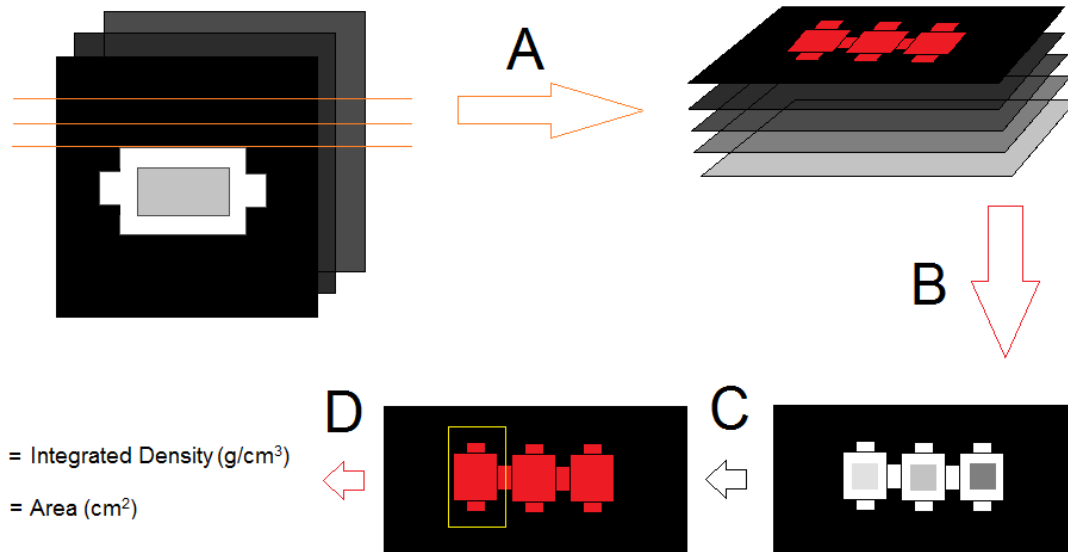 A
B
C
D
= Integrated Density (g/cm³)
= Area (cm²)